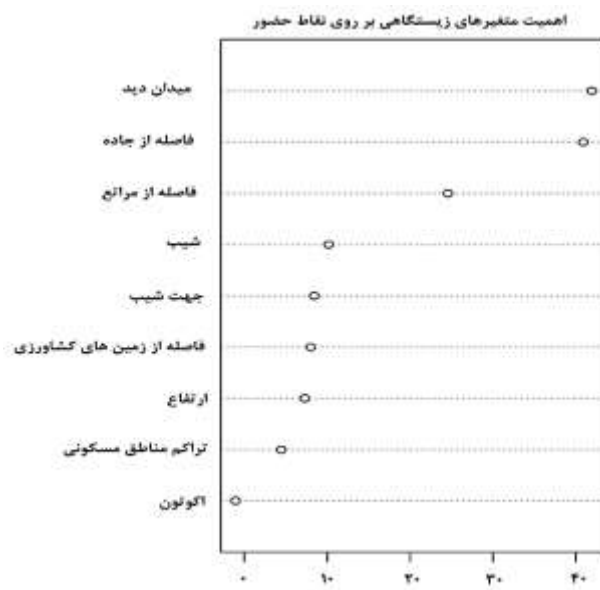 اهمیت متغیرهای زیستگاهی بر روی نقاط حضور
میدان دید
فاصله از جاده
فاصله از مراتع
شیب
جهت شیب
فاصله از زمین های کشاورزی
ارتفاع
تراکم مناطق مسکونی
اکوتون
۰ ۱۰ ۲۰ ۳۰ ۴۰